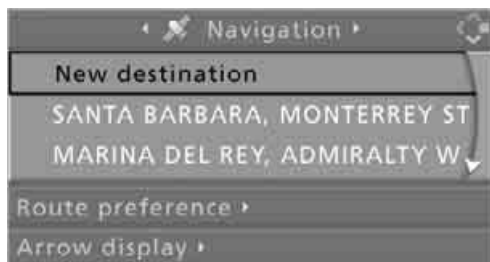 Navigation
New destination
SANTA BARBARA, MONTERREY ST
MARINA DEL REY, ADMIRALTY W
Route preference
Arrow display